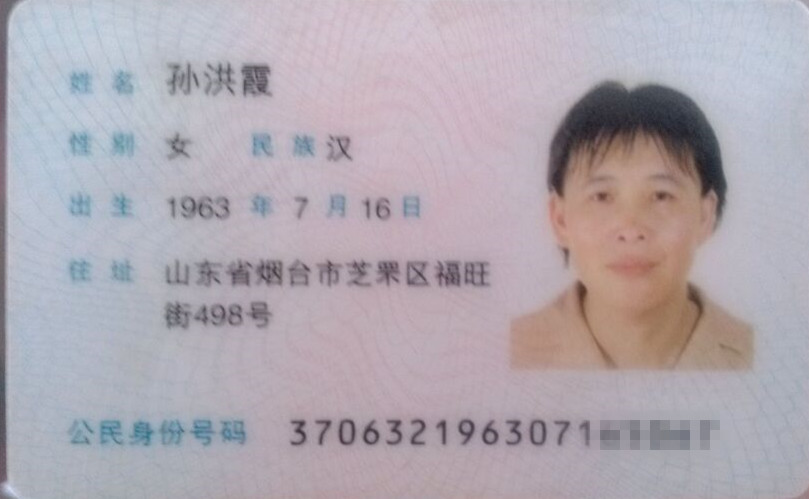 姓名 孙洪霞
性别 女 民族 汉
出生 1963 年 7 月 16 日
住址 山东省烟台市芝罘区福旺
街498号
公民身份号码 3706321963071